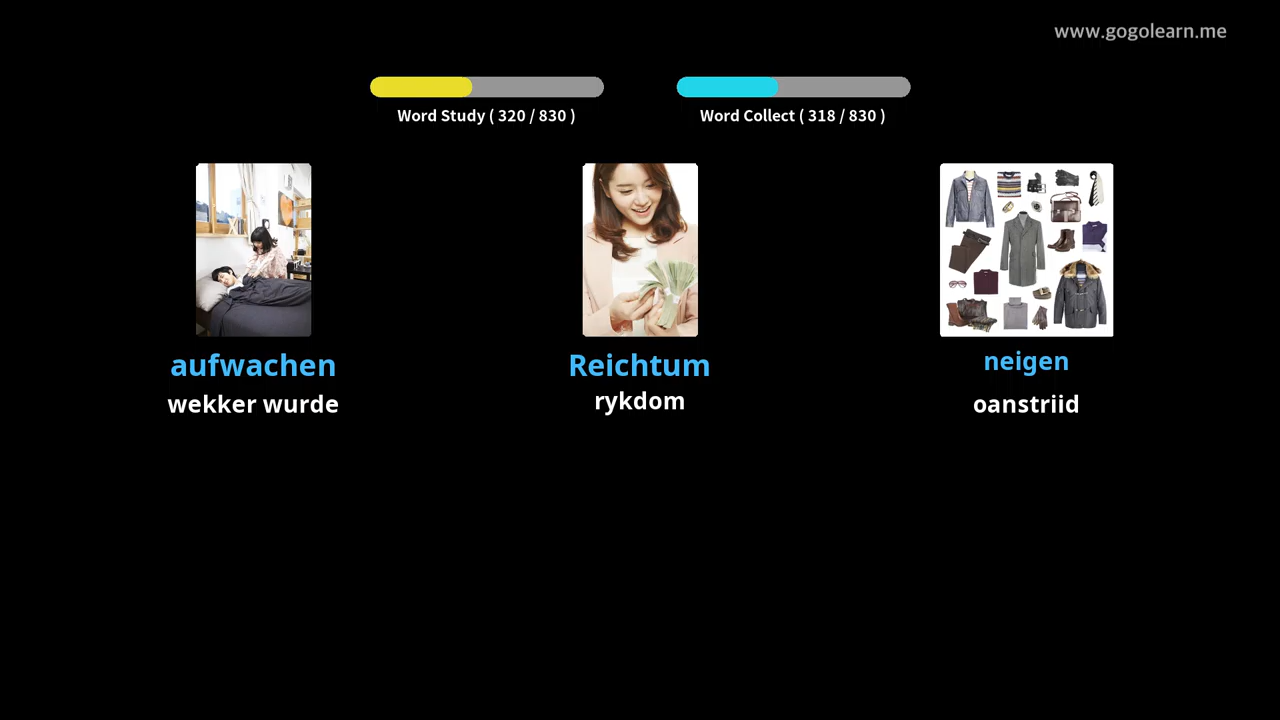 www.gogolearn.me
Word Study ( 320 / 830 )
Word Collect ( 318 / 830 )
aufwachen
wekker wurde
Reichtum
rykdom
neigen
oanstriid